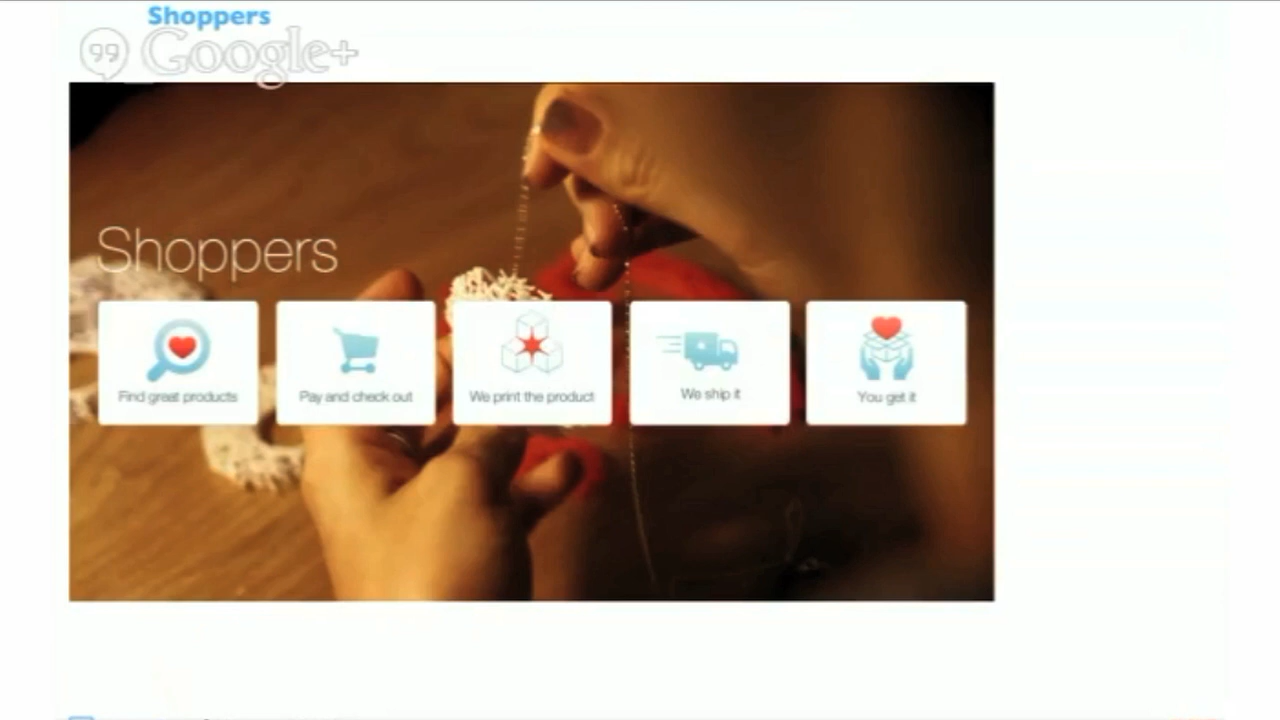 Shoppers
Google+
Shoppers
Find great products
Pay and check out
We print the product
We ship it
You get it